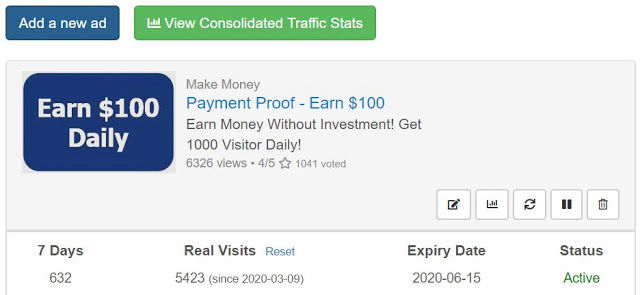 Add a new ad
View Consolidated Traffic Stats
Earn $100
Daily
Make Money
Payment Proof - Earn $100
Earn Money Without Investment! Get
1000 Visitor Daily!
6326 views • 4/5 1041 voted
7 Days Real Visits Reset Expiry Date Status
632 5423 (since 2020-03-09) 2020-06-15 Active